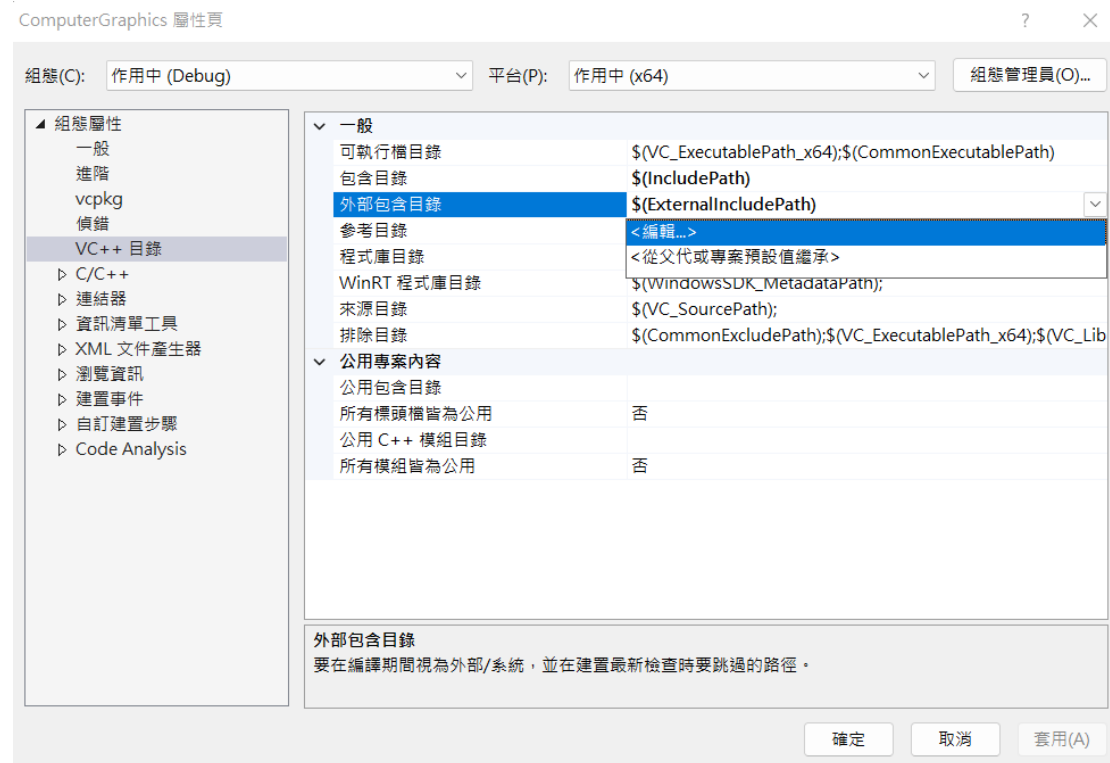 ComputerGraphics 屬性頁
組態(C): 作用中 (Debug) 平台(P): 作用中 (x64) 組態管理員(O)...
組態屬性
一般
進階
vcpkg
偵錯
VC++ 目錄
C/C++
連結器
資訊清單工具
XML 文件產生器
瀏覽資訊
建置事件
自訂建置步驟
Code Analysis
一般
可執行檔目錄 $(VC_ExecutablePath_x64);$(CommonExecutablePath)
包含目錄 $(IncludePath)
外部包含目錄 $(ExternalIncludePath)
參考目錄 <編輯...>
程式庫目錄 <從父代或專案預設值繼承>
WinRT 程式庫目錄 $(WindowsSDK_MetadataPath);
來源目錄 $(VC_SourcePath);
排除目錄 $(CommonExcludePath);$(VC_ExecutablePath_x64);$(VC_Lib
公用專案內容
公用包含目錄
所有標頭檔皆為公用 否
公用 C++ 模組目錄
所有模組皆為公用 否
外部包含目錄
要在編譯期間視為外部/系統，並在建置最新檢查時要跳過的路徑。
確定 取消 套用(A)